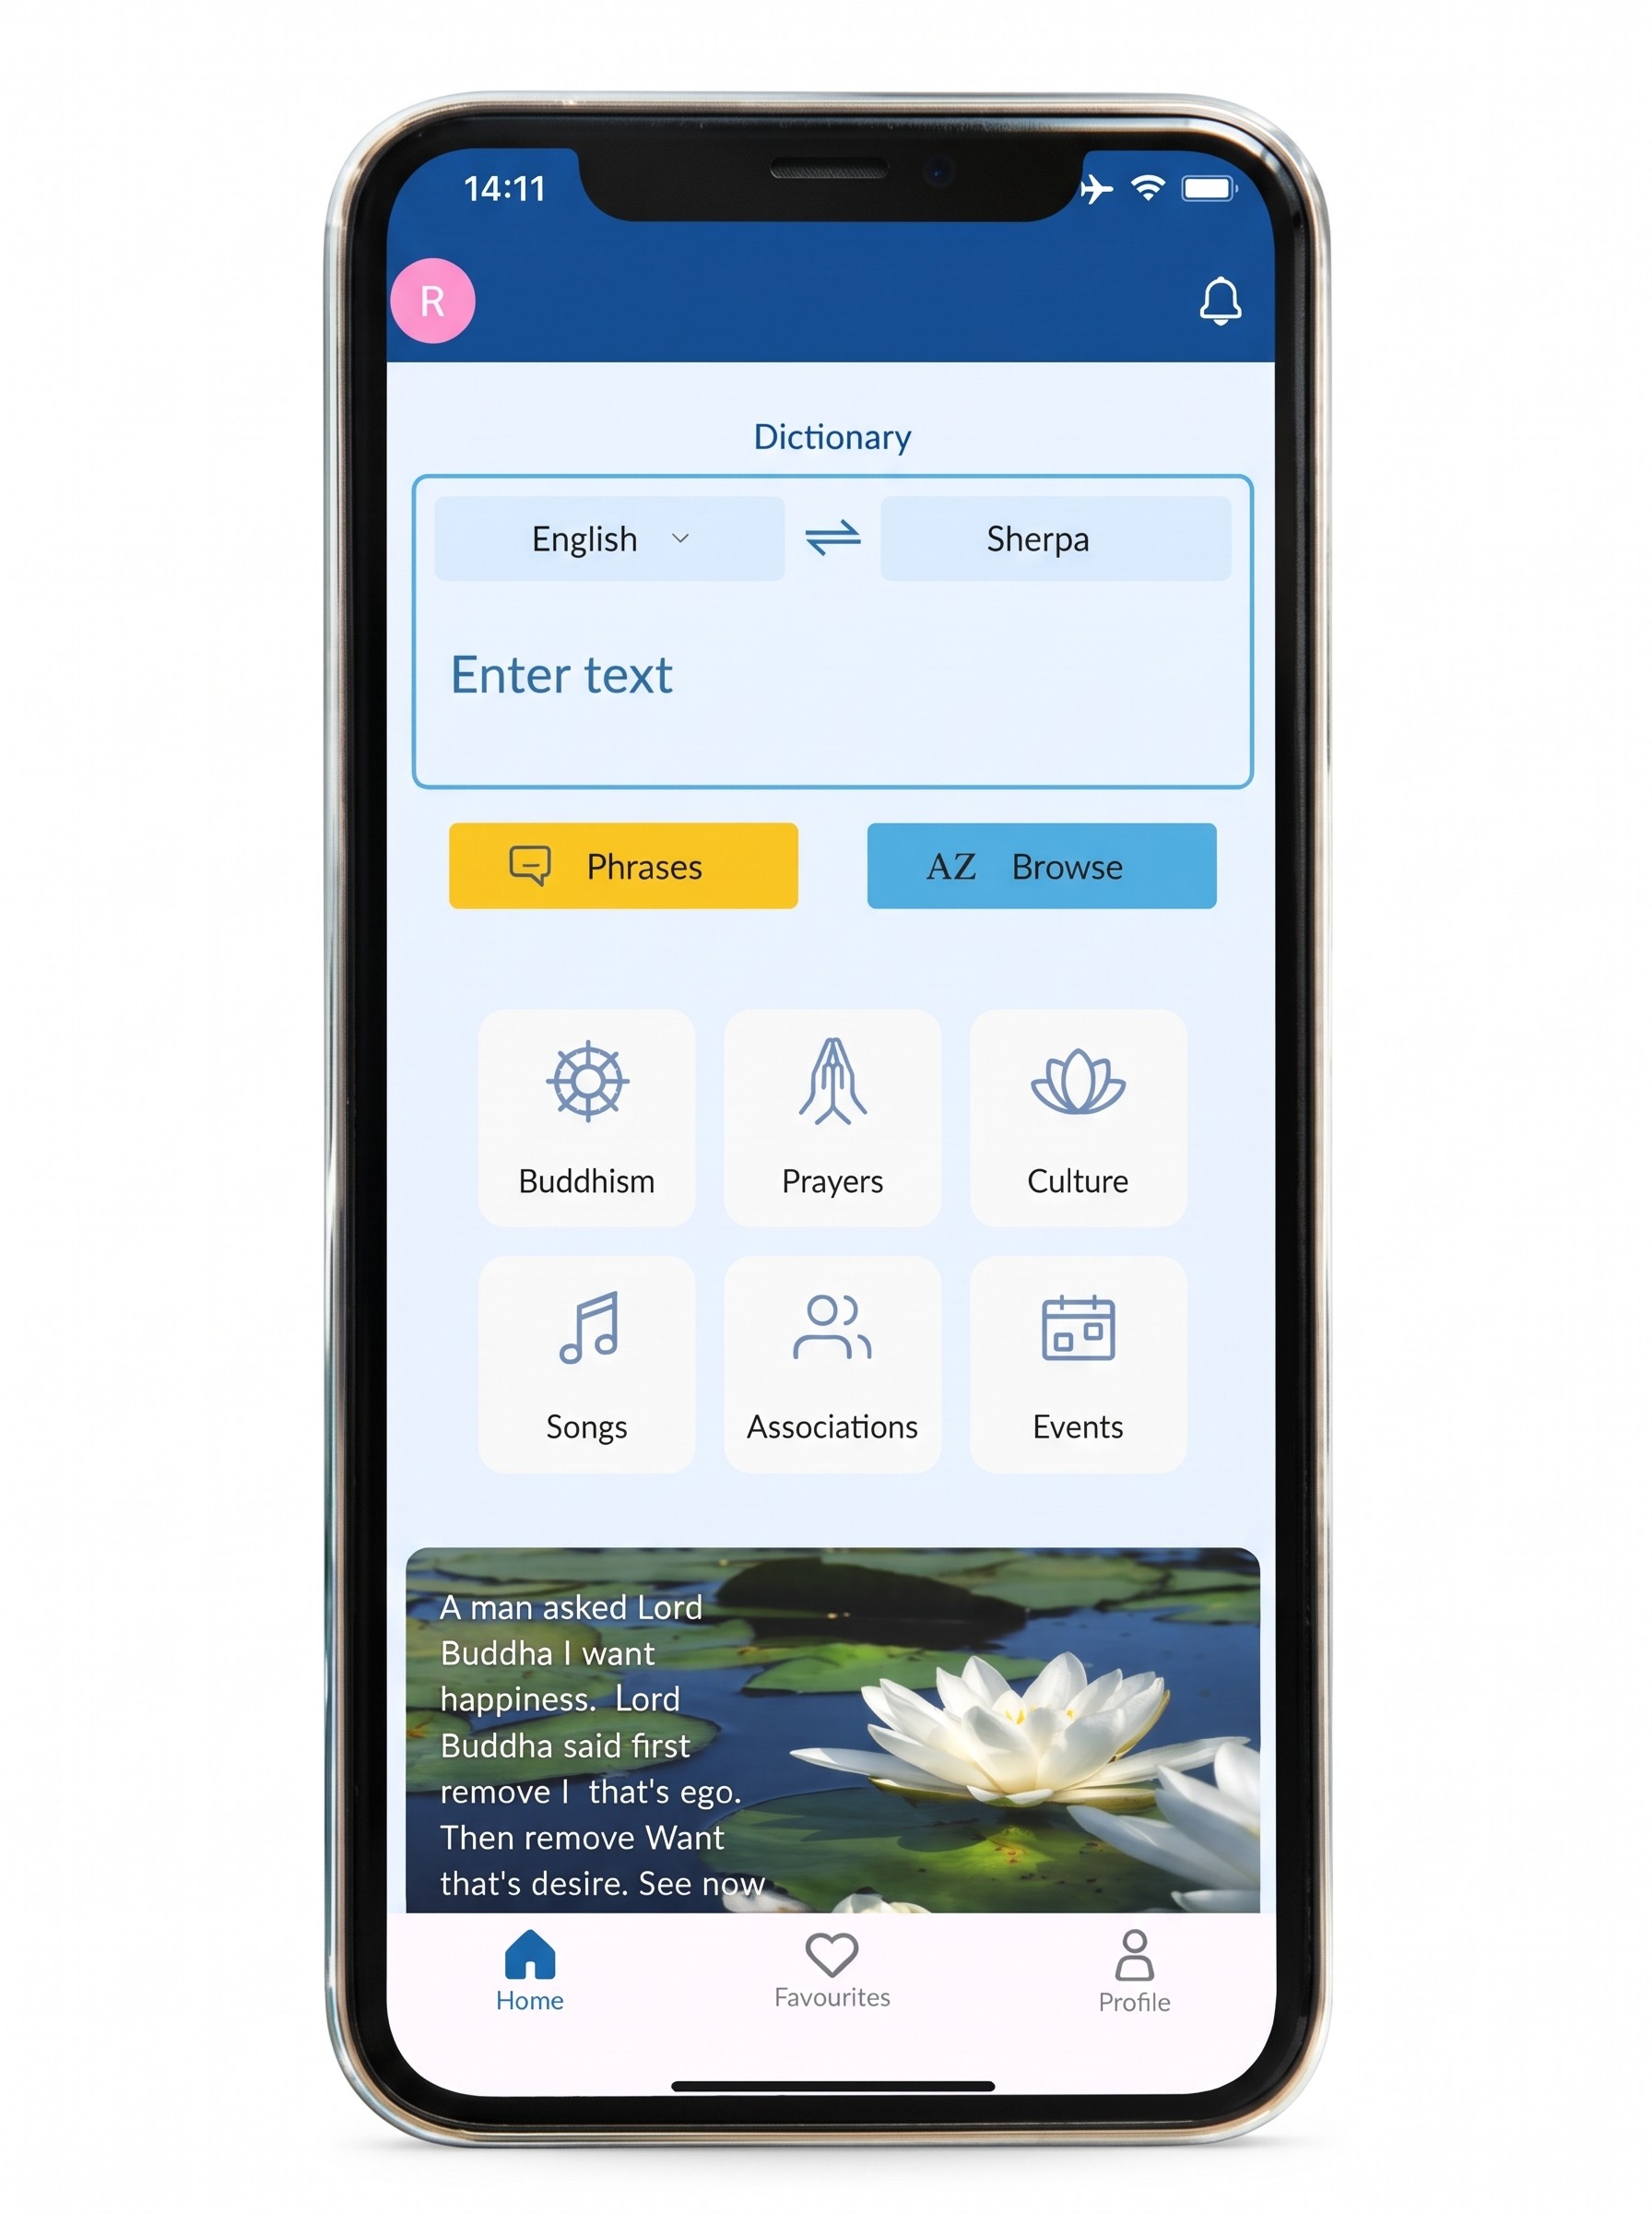 14:11
R
Dictionary
English
Sherpa
Enter text
Phrases
AZ Browse
Buddhism
Prayers
Culture
Songs
Associations
Events
A man asked Lord
Buddha I want
happiness.  Lord
Buddha said first
remove I  that's ego.
Then remove Want
that's desire. See now
Home
Favourites
Profile